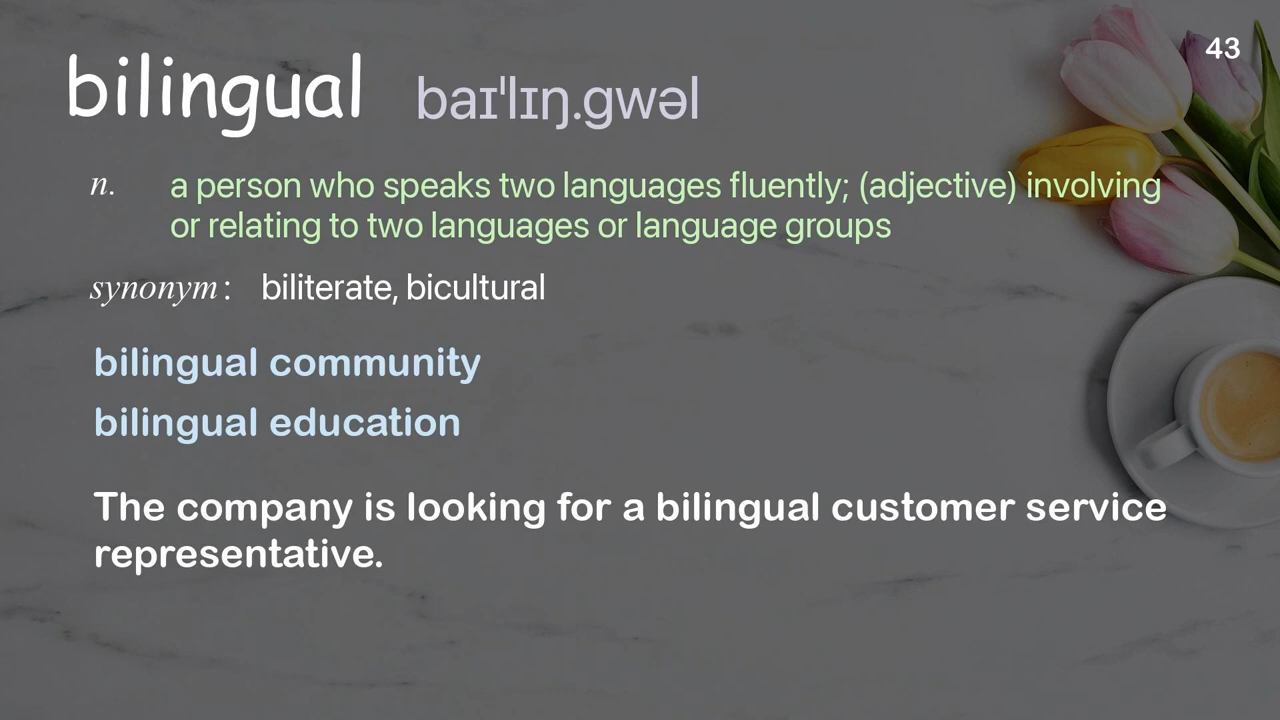 43
bilingual baɪˈlɪŋ.gwəl
n. a person who speaks two languages fluently; (adjective) involving
or relating to two languages or language groups
synonym: biliterate, bicultural
bilingual community
bilingual education
The company is looking for a bilingual customer service
representative.